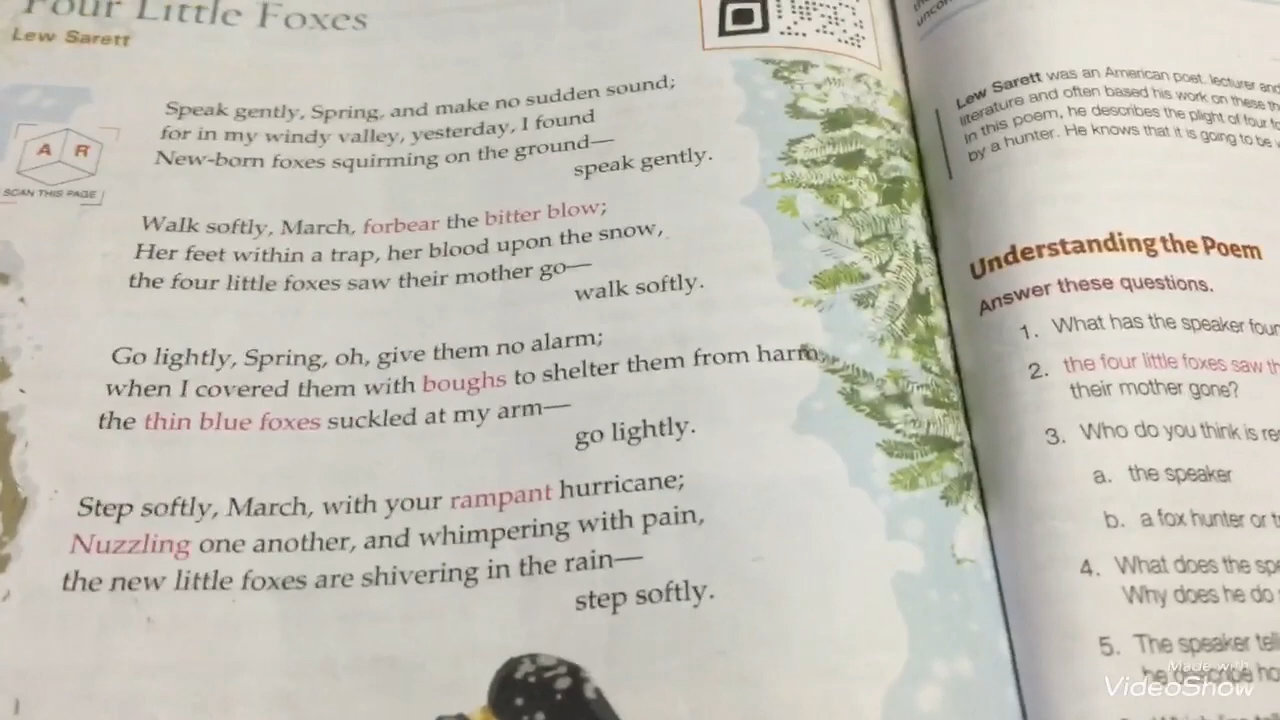 Four Little Foxes
Lew Sarett
A R
SCAN THIS PAGE
Speak gently, Spring, and make no sudden sound;
for in my windy valley, yesterday, I found
New-born foxes squirming on the ground—
speak gently.
Walk softly, March, forbear the bitter blow;
Her feet within a trap, her blood upon the snow,
the four little foxes saw their mother go—
walk softly.
Go lightly, Spring, oh, give them no alarm;
when I covered them with boughs to shelter them from harm,
the thin blue foxes suckled at my arm—
go lightly.
Step softly, March, with your rampant hurricane;
Nuzzling one another, and whimpering with pain,
the new little foxes are shivering in the rain—
step softly.
Lew Sarett was an American poet, lecturer and
literature and often based his work on these
In this poem, he describes the plight of four
by a hunter. He knows that it is going to be
Understanding the Poem
Answer these questions.
1. What has the speaker
2. the four little foxes saw
their mother gone?
3. Who do you think is
a. the speaker
b. a fox hunter or
4. What does the
Why does he do
5. The speaker
he describe
Made with
VideoShow